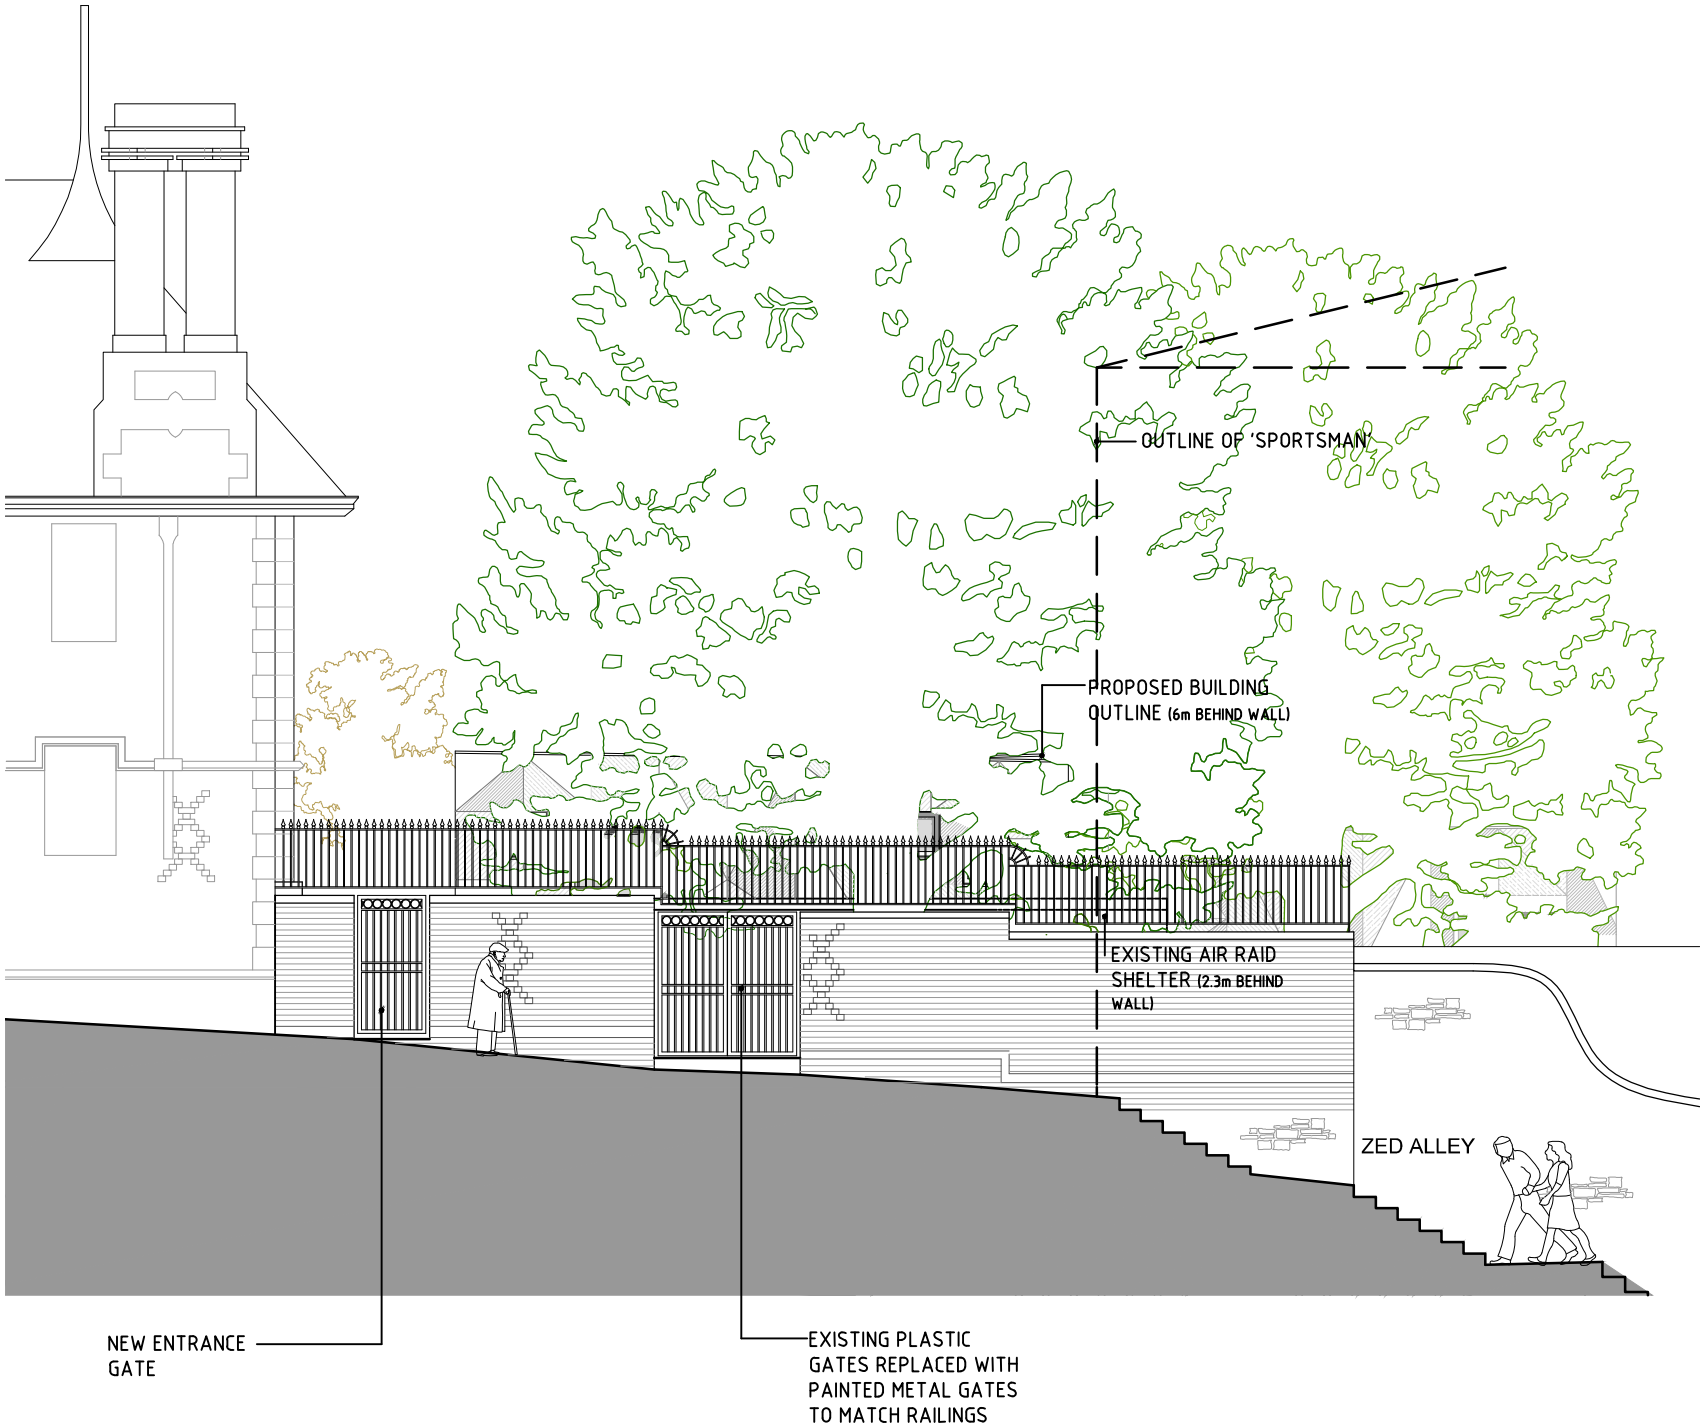 OUTLINE OF 'SPORTSMAN'
PROPOSED BUILDING
OUTLINE (6m BEHIND WALL)
EXISTING AIR RAID
SHELTER (2.3m BEHIND
WALL)
ZED ALLEY
NEW ENTRANCE
GATE
EXISTING PLASTIC
GATES REPLACED WITH
PAINTED METAL GATES
TO MATCH RAILINGS